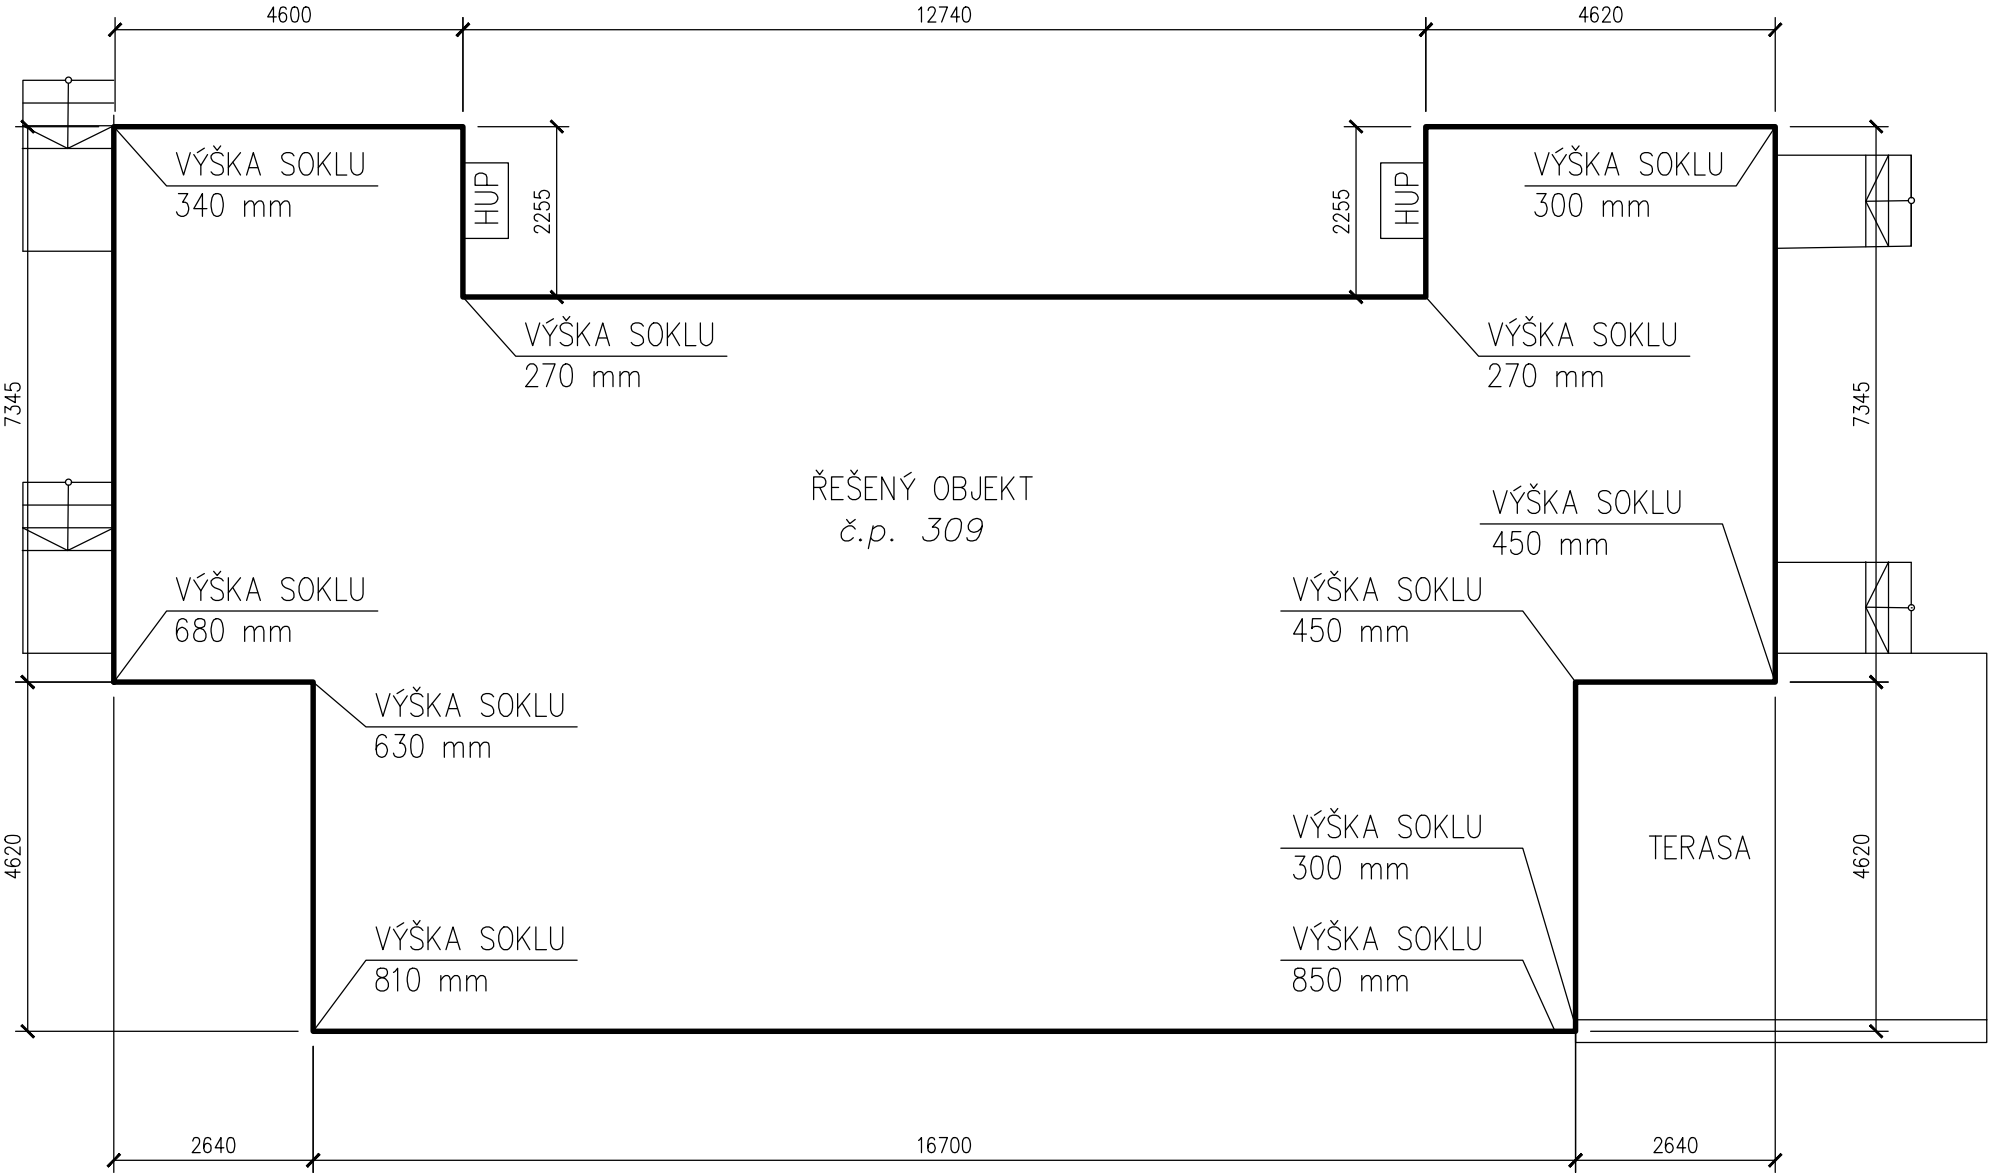 4600
12740
4620
VÝŠKA SOKLU
340 mm
HUP
2255
2255
HUP
VÝŠKA SOKLU
300 mm
VÝŠKA SOKLU
270 mm
VÝŠKA SOKLU
270 mm
7345
7345
ŘEŠENÝ OBJEKT
č.p. 309
VÝŠKA SOKLU
450 mm
VÝŠKA SOKLU
680 mm
VÝŠKA SOKLU
450 mm
VÝŠKA SOKLU
630 mm
VÝŠKA SOKLU
300 mm
TERASA
4620
4620
VÝŠKA SOKLU
810 mm
VÝŠKA SOKLU
850 mm
2640
16700
2640